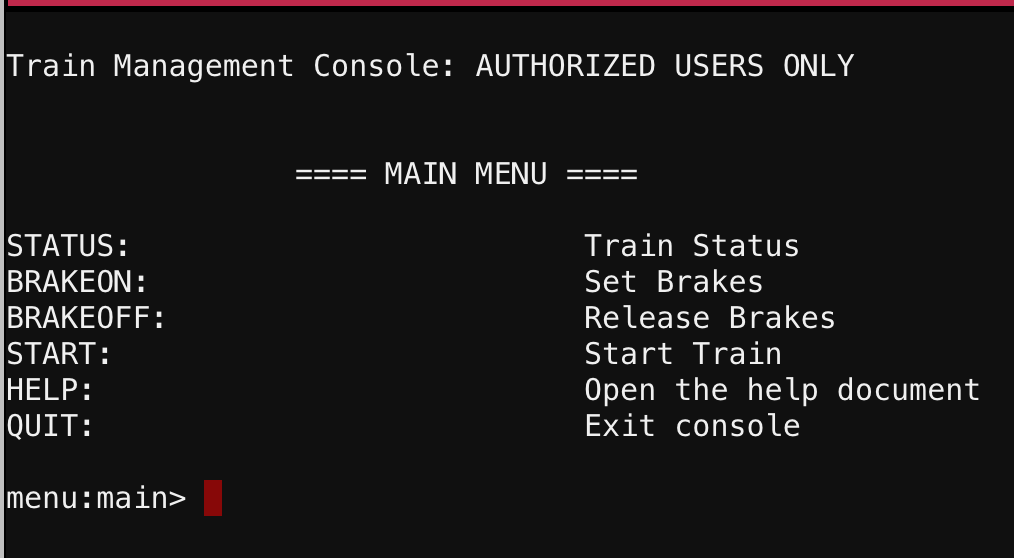 Train Management Console: AUTHORIZED USERS ONLY
==== MAIN MENU ====
STATUS: Train Status
BRAKEON: Set Brakes
BRAKEOFF: Release Brakes
START: Start Train
HELP: Open the help document
QUIT: Exit console
menu:main>